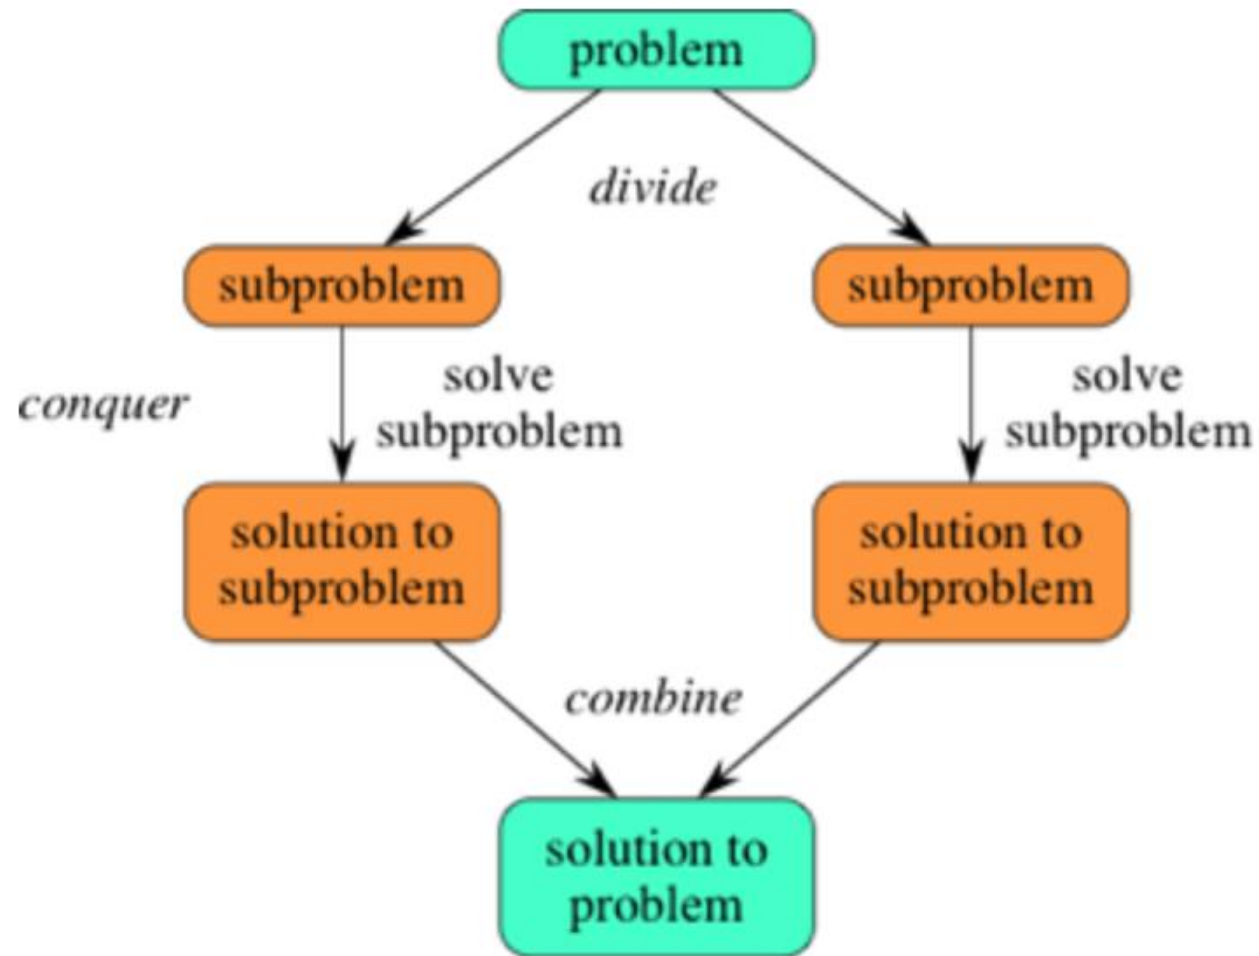 problem
divide
subproblem
subproblem
conquer
solve
subproblem
solve
subproblem
solution to
subproblem
solution to
subproblem
combine
solution to
problem